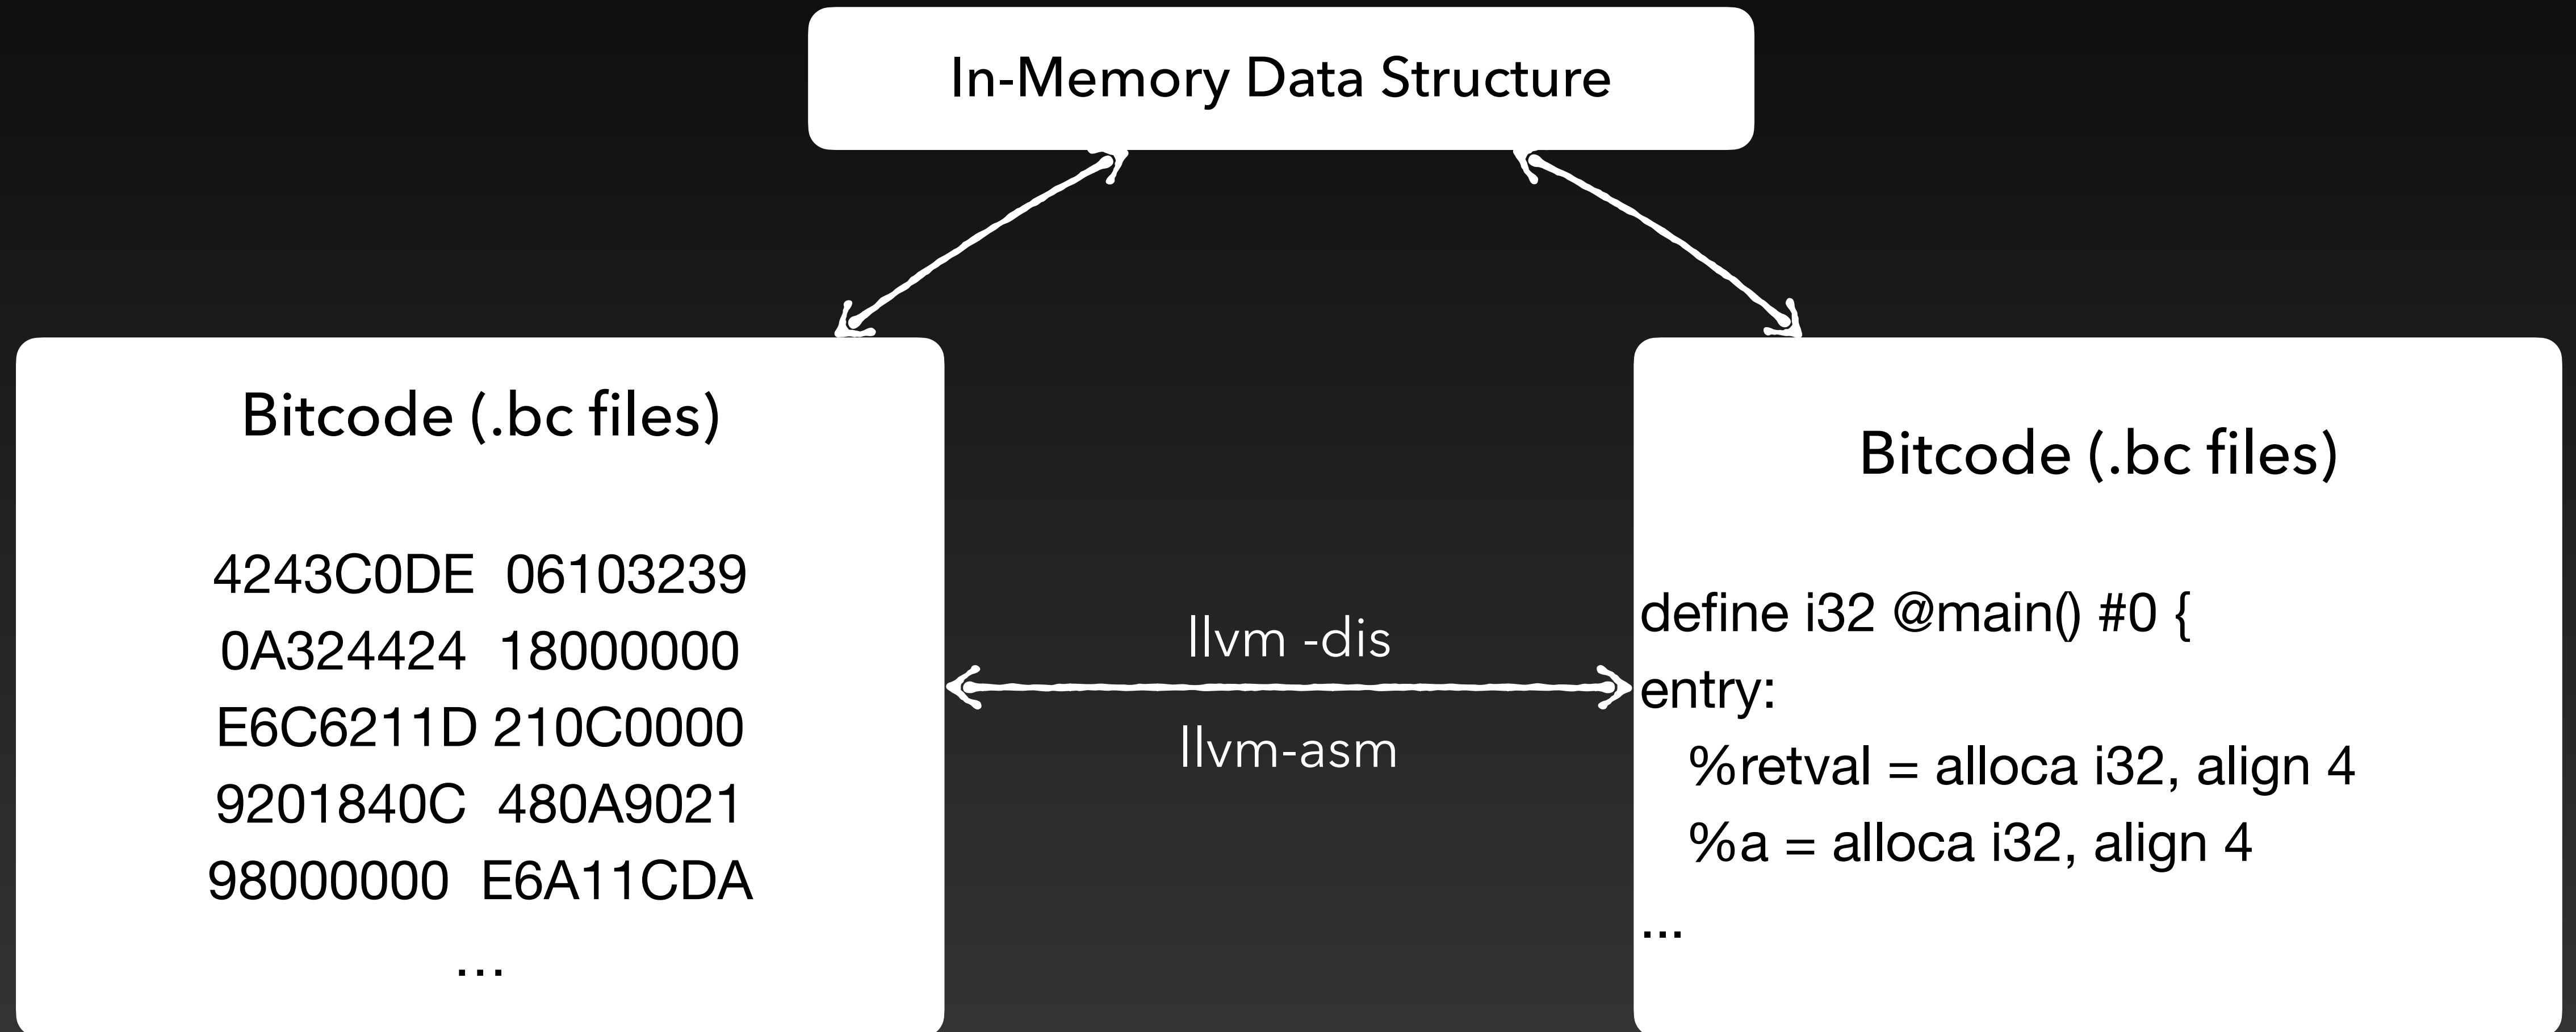 In-Memory Data Structure
Bitcode (.bc files)
4243C0DE 06103239
0A324424 18000000
E6C6211D 210C0000
9201840C 480A9021
98000000 E6A11CDA
...
llvm -dis
llvm-asm
Bitcode (.bc files)
define i32 @main() #0 {
entry:
%retval = alloca i32, align 4
%a = alloca i32, align 4
...